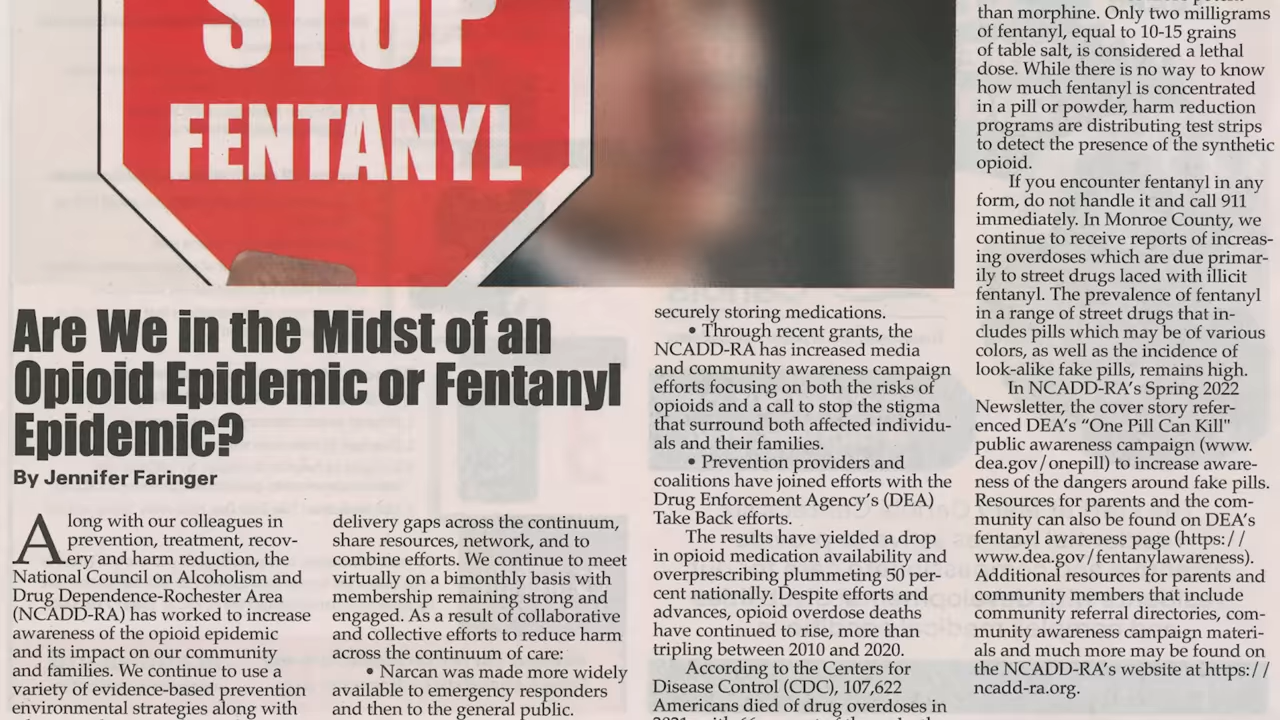 STOP
FENTANYL
Are We in the Midst of an
Opioid Epidemic or Fentanyl
Epidemic?
By Jennifer Faringer
Along with our colleagues in
prevention, treatment, recov-
ery and harm reduction, the
National Council on Alcoholism and
Drug Dependence-Rochester Area
(NCADD-RA) has worked to increase
awareness of the opioid epidemic
and its impact on our community
and families. We continue to use a
variety of evidence-based prevention
environmental strategies along with
delivery gaps across the continuum,
share resources, network, and to
combine efforts. We continue to meet
virtually on a bimonthly basis with
membership remaining strong and
engaged. As a result of collaborative
and collective efforts to reduce harm
across the continuum of care:
• Narcan was made more widely
available to emergency responders
and then to the general public.
securely storing medications.
• Through recent grants, the
NCADD-RA has increased media
and community awareness campaign
efforts focusing on both the risks of
opioids and a call to stop the stigma
that surround both affected individu-
als and their families.
• Prevention providers and
coalitions have joined efforts with the
Drug Enforcement Agency's (DEA)
Take Back efforts.
The results have yielded a drop
in opioid medication availability and
overprescribing plummeting 50 per-
cent nationally. Despite efforts and
advances, opioid overdose deaths
have continued to rise, more than
tripling between 2010 and 2020.
According to the Centers for
Disease Control (CDC), 107,622
Americans died of drug overdoses in
than morphine. Only two milligrams
of fentanyl, equal to 10-15 grains
of table salt, is considered a lethal
dose. While there is no way to know
how much fentanyl is concentrated
in a pill or powder, harm reduction
programs are distributing test strips
to detect the presence of the synthetic
opioid.
If you encounter fentanyl in any
form, do not handle it and call 911
immediately. In Monroe County, we
continue to receive reports of increas-
ing overdoses which are due primar-
ily to street drugs laced with illicit
fentanyl. The prevalence of fentanyl
in a range of street drugs that in-
cludes pills which may be of various
colors, as well as the incidence of
look-alike fake pills, remains high.
In NCADD-RA's Spring 2022
Newsletter, the cover story refer-
enced DEA's "One Pill Can Kill"
public awareness campaign (www.
dea.gov/onepill) to increase aware-
ness of the dangers around fake pills.
Resources for parents and the com-
munity can also be found on DEA's
fentanyl awareness page (https://
www.dea.gov/fentanylawareness).
Additional resources for parents and
community members that include
community referral directories, com-
munity awareness campaign materi-
als and much more may be found on
the NCADD-RA's website at https://
ncadd-ra.org.